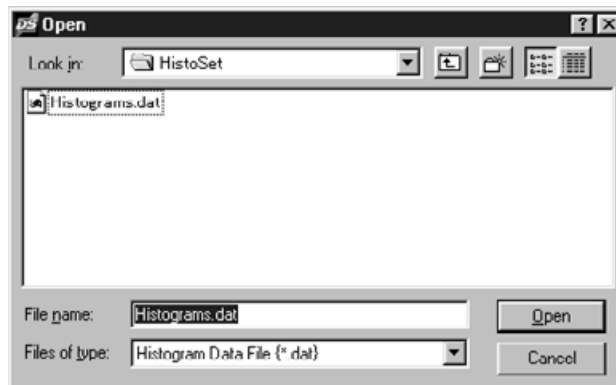 DS Open
Look in: HistoSet
Histograms.dat
File name: Histograms.dat Open
Files of type: Histogram Data File {*.dat} Cancel